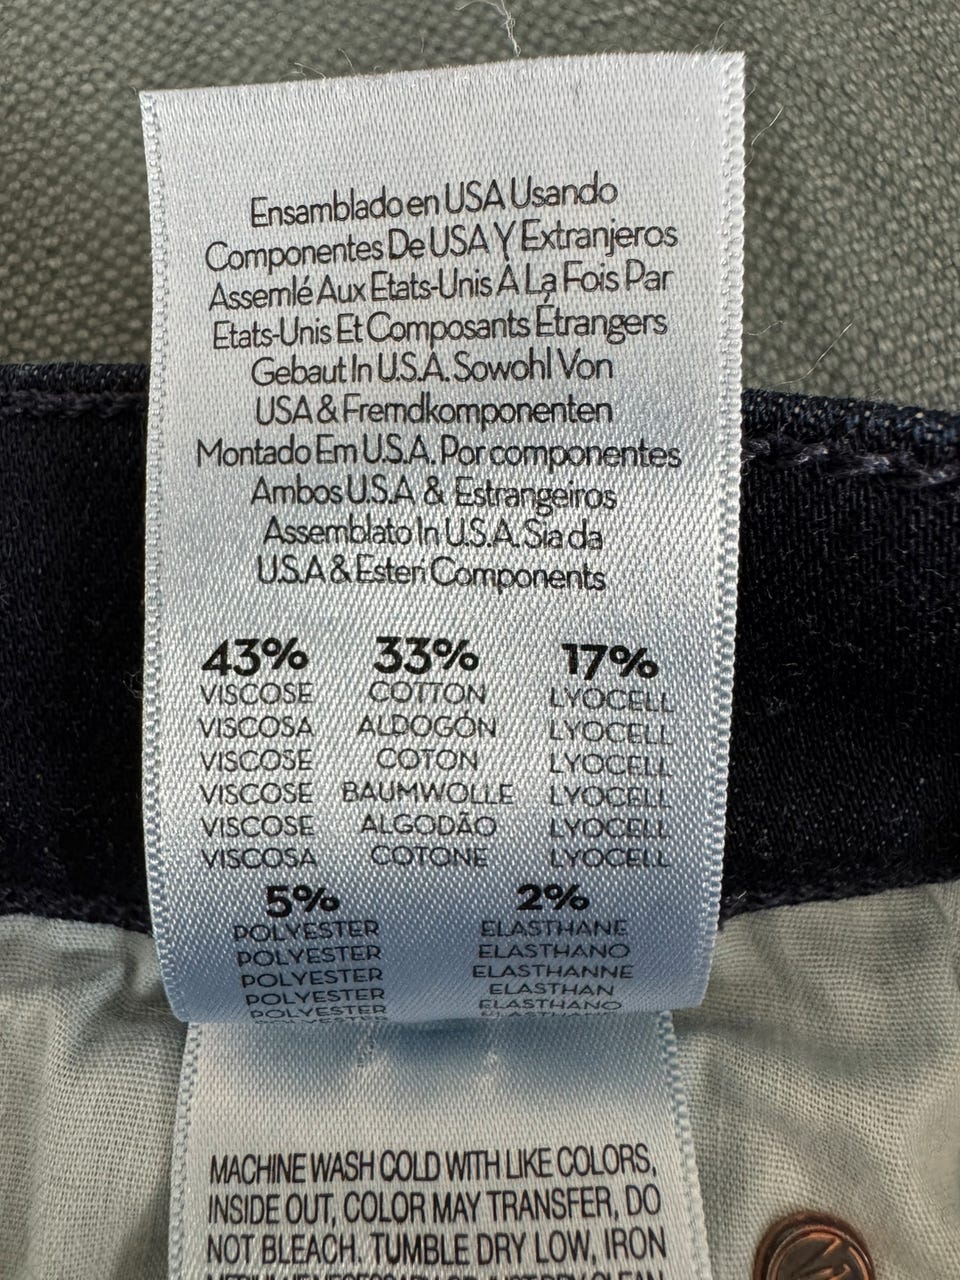 Ensamblado en USA Usando
Componentes De USA Y Extranjeros
Assemlé Aux Etats-Unis À La Fois Par
Etats-Unis Et Composants Étrangers
Gebaut In U.S.A. Sowohl Von
USA & Fremdkomponenten
Montado Em U.S.A. Por componentes
Ambos U.S.A & Estrangeiros
Assemblato In U.S.A. Sia da
U.S.A & Esteri Components
43% 33% 17%
VISCOSE COTTON LYOCELL
VISCOSA ALDOGÓN LYOCELL
VISCOSE COTON LYOCELL
VISCOSE BAUMWOLLE LYOCELL
VISCOSE ALGODÃO LYOCELL
VISCOSA COTONE LYOCELL
5% 2%
POLYESTER ELASTHANE
POLYESTER ELASTHANO
POLYESTER ELASTHANNE
POLYESTER ELASTHAN
POLYESTER ELASTHANO
MACHINE WASH COLD WITH LIKE COLORS,
INSIDE OUT, COLOR MAY TRANSFER, DO
NOT BLEACH. TUMBLE DRY LOW, IRON